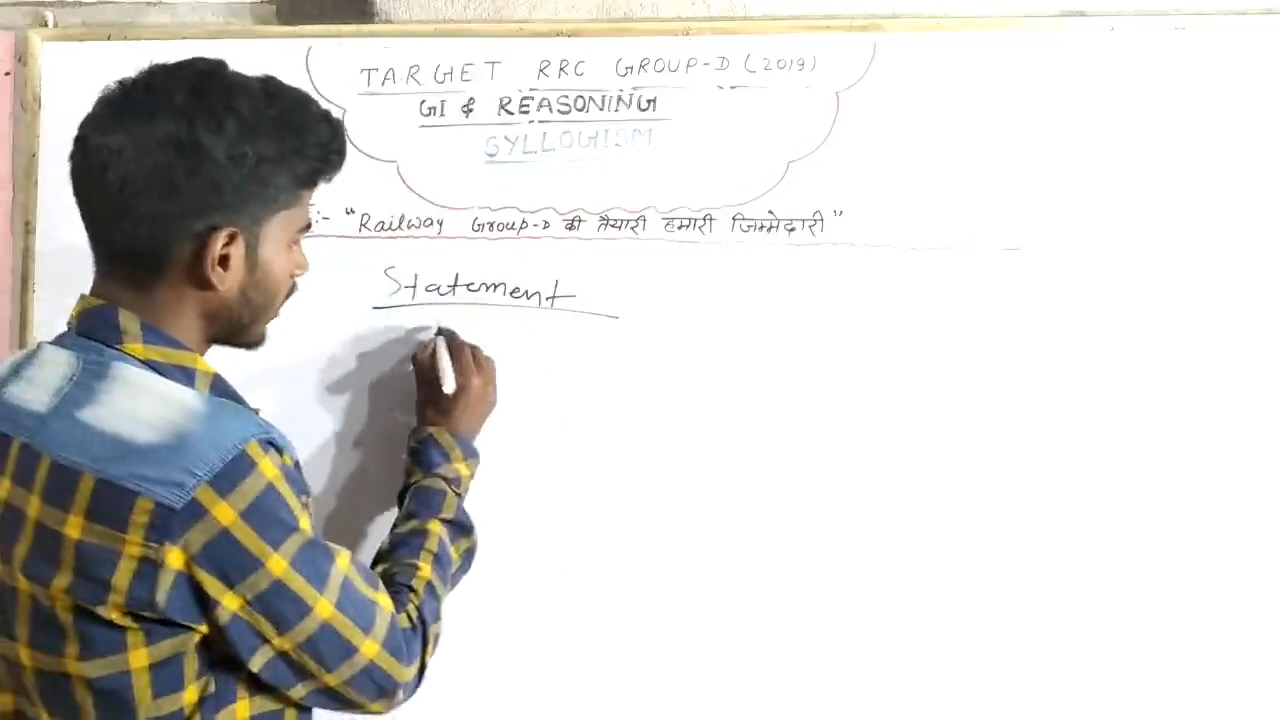 TARGET RRC GROUP-D (2019)
GI & REASONING
SYLLOGISM
:- "Railway Group-D की तैयारी हमारी जिम्मेदारी"
Statement